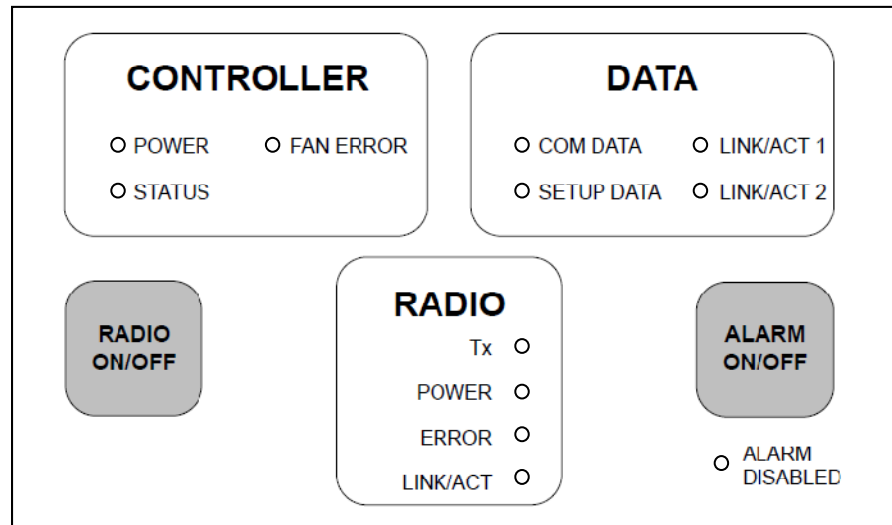 CONTROLLER
POWER
FAN ERROR
STATUS
DATA
COM DATA
LINK/ACT 1
SETUP DATA
LINK/ACT 2
RADIO
ON/OFF
RADIO
Tx
POWER
ERROR
LINK/ACT
ALARM
ON/OFF
ALARM
DISABLED